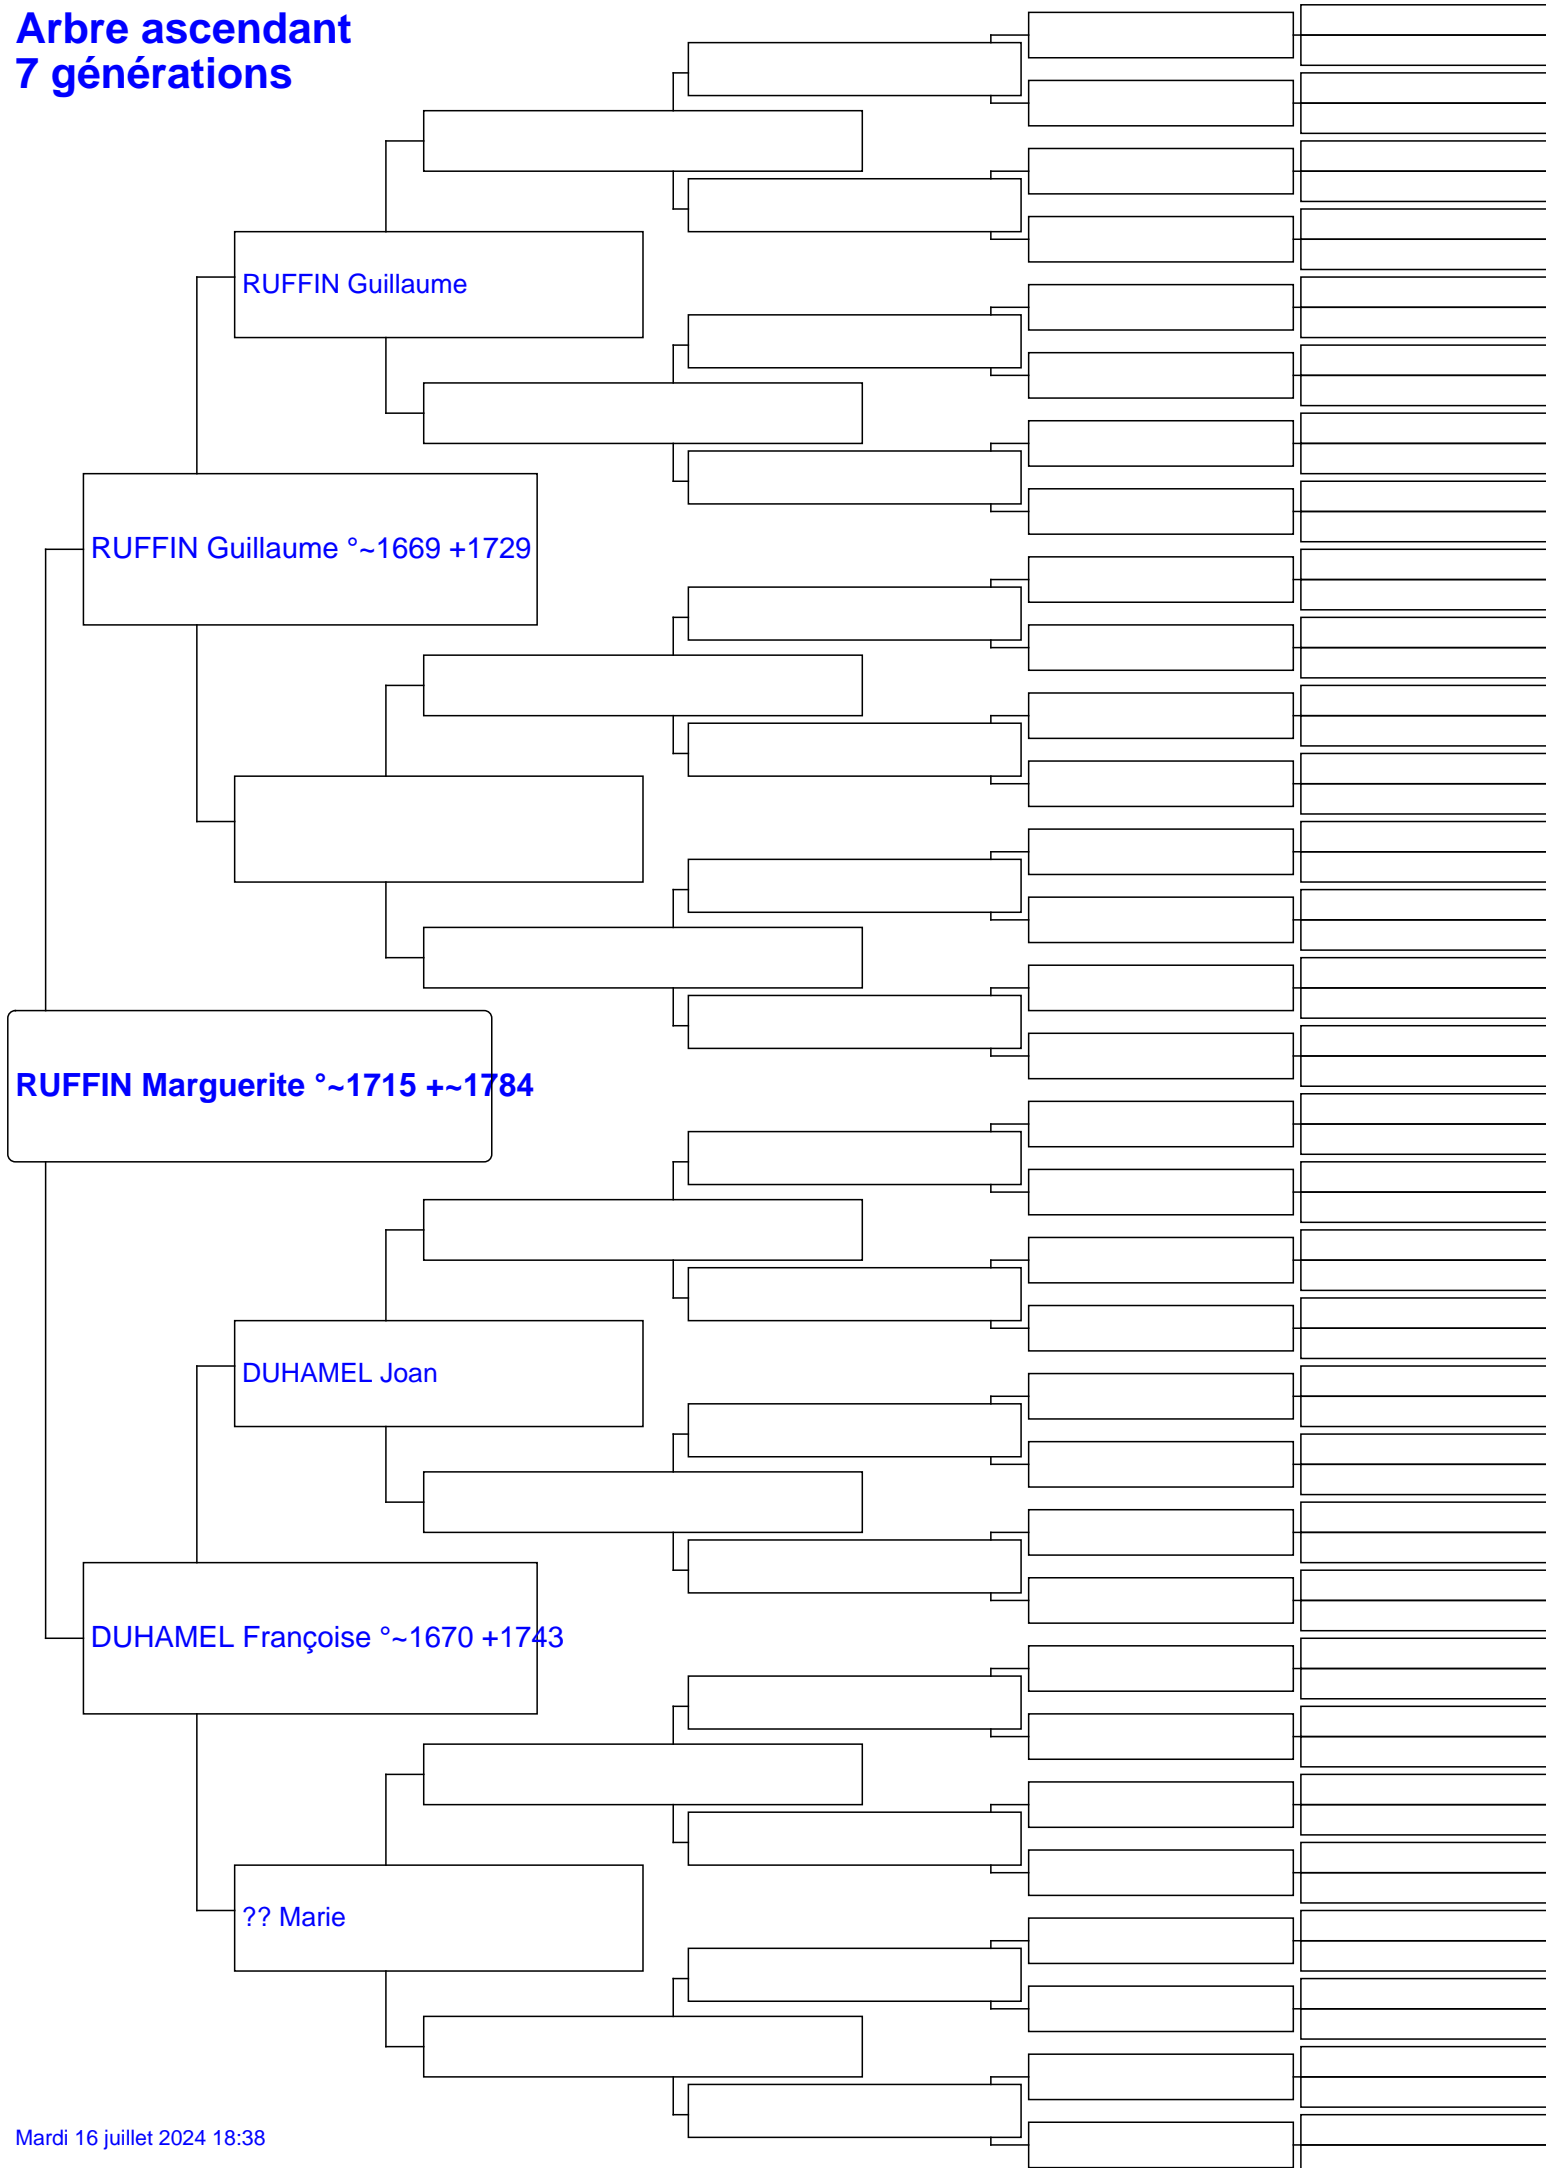 Arbre ascendant
7 générations
RUFFIN Guillaume
RUFFIN Guillaume °~1669 +1729
RUFFIN Marguerite °~1715 +~1784
DUHAMEL Joan
DUHAMEL Françoise °~1670 +1743
?? Marie
Mardi 16 juillet 2024 18:38